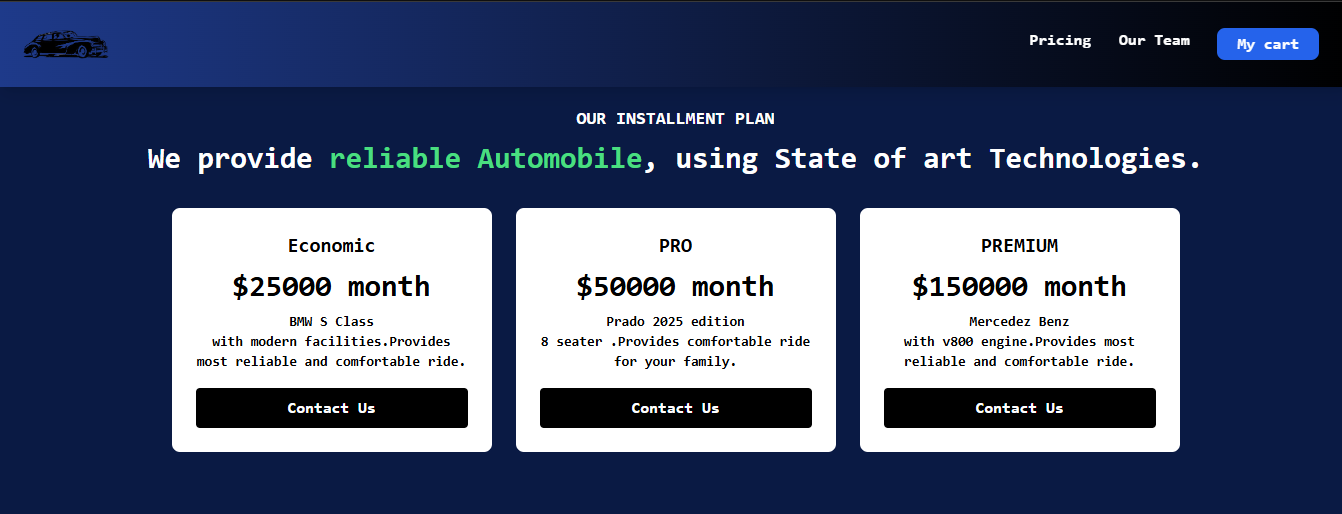 Pricing Our Team My cart
OUR INSTALLMENT PLAN
We provide reliable Automobile, using State of art Technologies.
Economic
$25000 month
BMW S Class
with modern facilities.Provides
most reliable and comfortable ride.
Contact Us
PRO
$50000 month
Prado 2025 edition
8 seater .Provides comfortable ride
for your family.
Contact Us
PREMIUM
$150000 month
Mercedez Benz
with v800 engine.Provides most
reliable and comfortable ride.
Contact Us